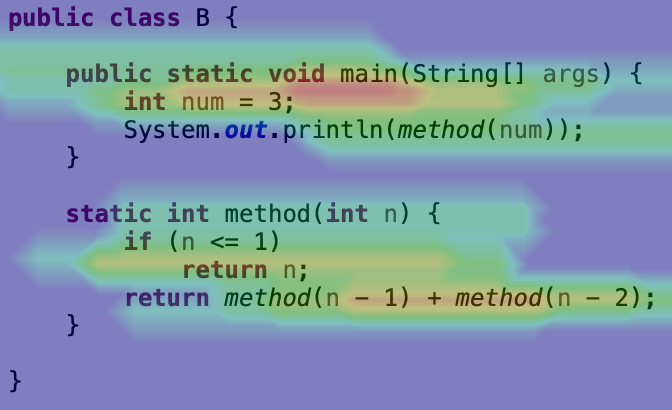 public class B {
public static void main(String[] args) {
int num = 3;
System.out.println(method(num));
}
static int method(int n) {
if (n <= 1)
return n;
return method(n - 1) + method(n - 2);
}
}